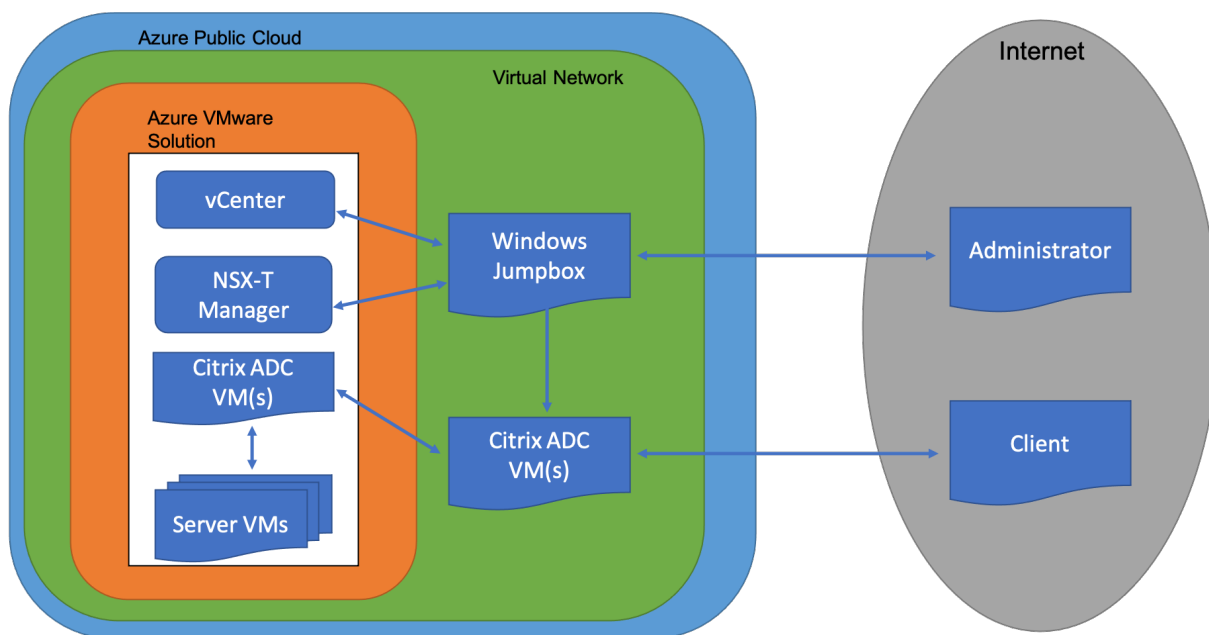 Azure Public Cloud
Virtual Network
Azure VMware
Solution
vCenter
NSX-T
Manager
Citrix ADC
VM(s)
Server VMs
Windows
Jumpbox
Citrix ADC
VM(s)
Internet
Administrator
Client